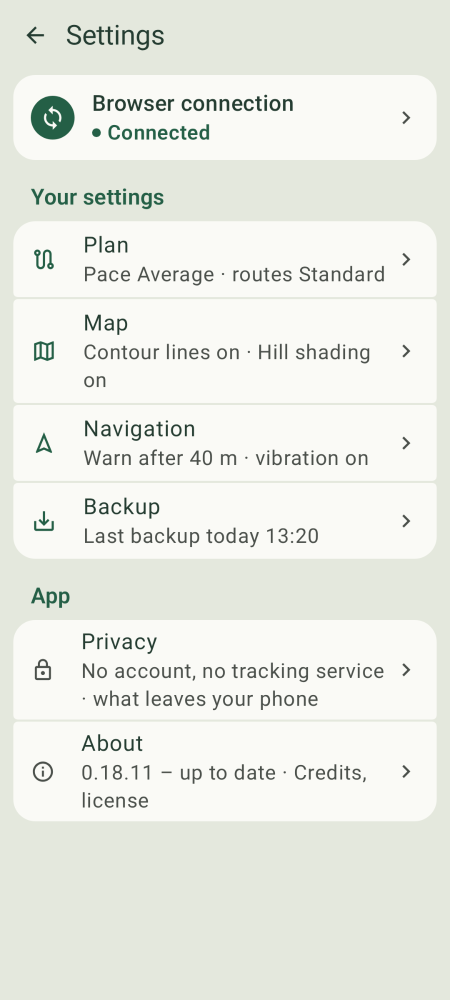 Settings
Browser connection
• Connected
Your settings
Plan
Pace Average · routes Standard
Map
Contour lines on · Hill shading
on
Navigation
Warn after 40 m · vibration on
Backup
Last backup today 13:20
App
Privacy
No account, no tracking service
· what leaves your phone
About
0.18.11 – up to date · Credits,
license